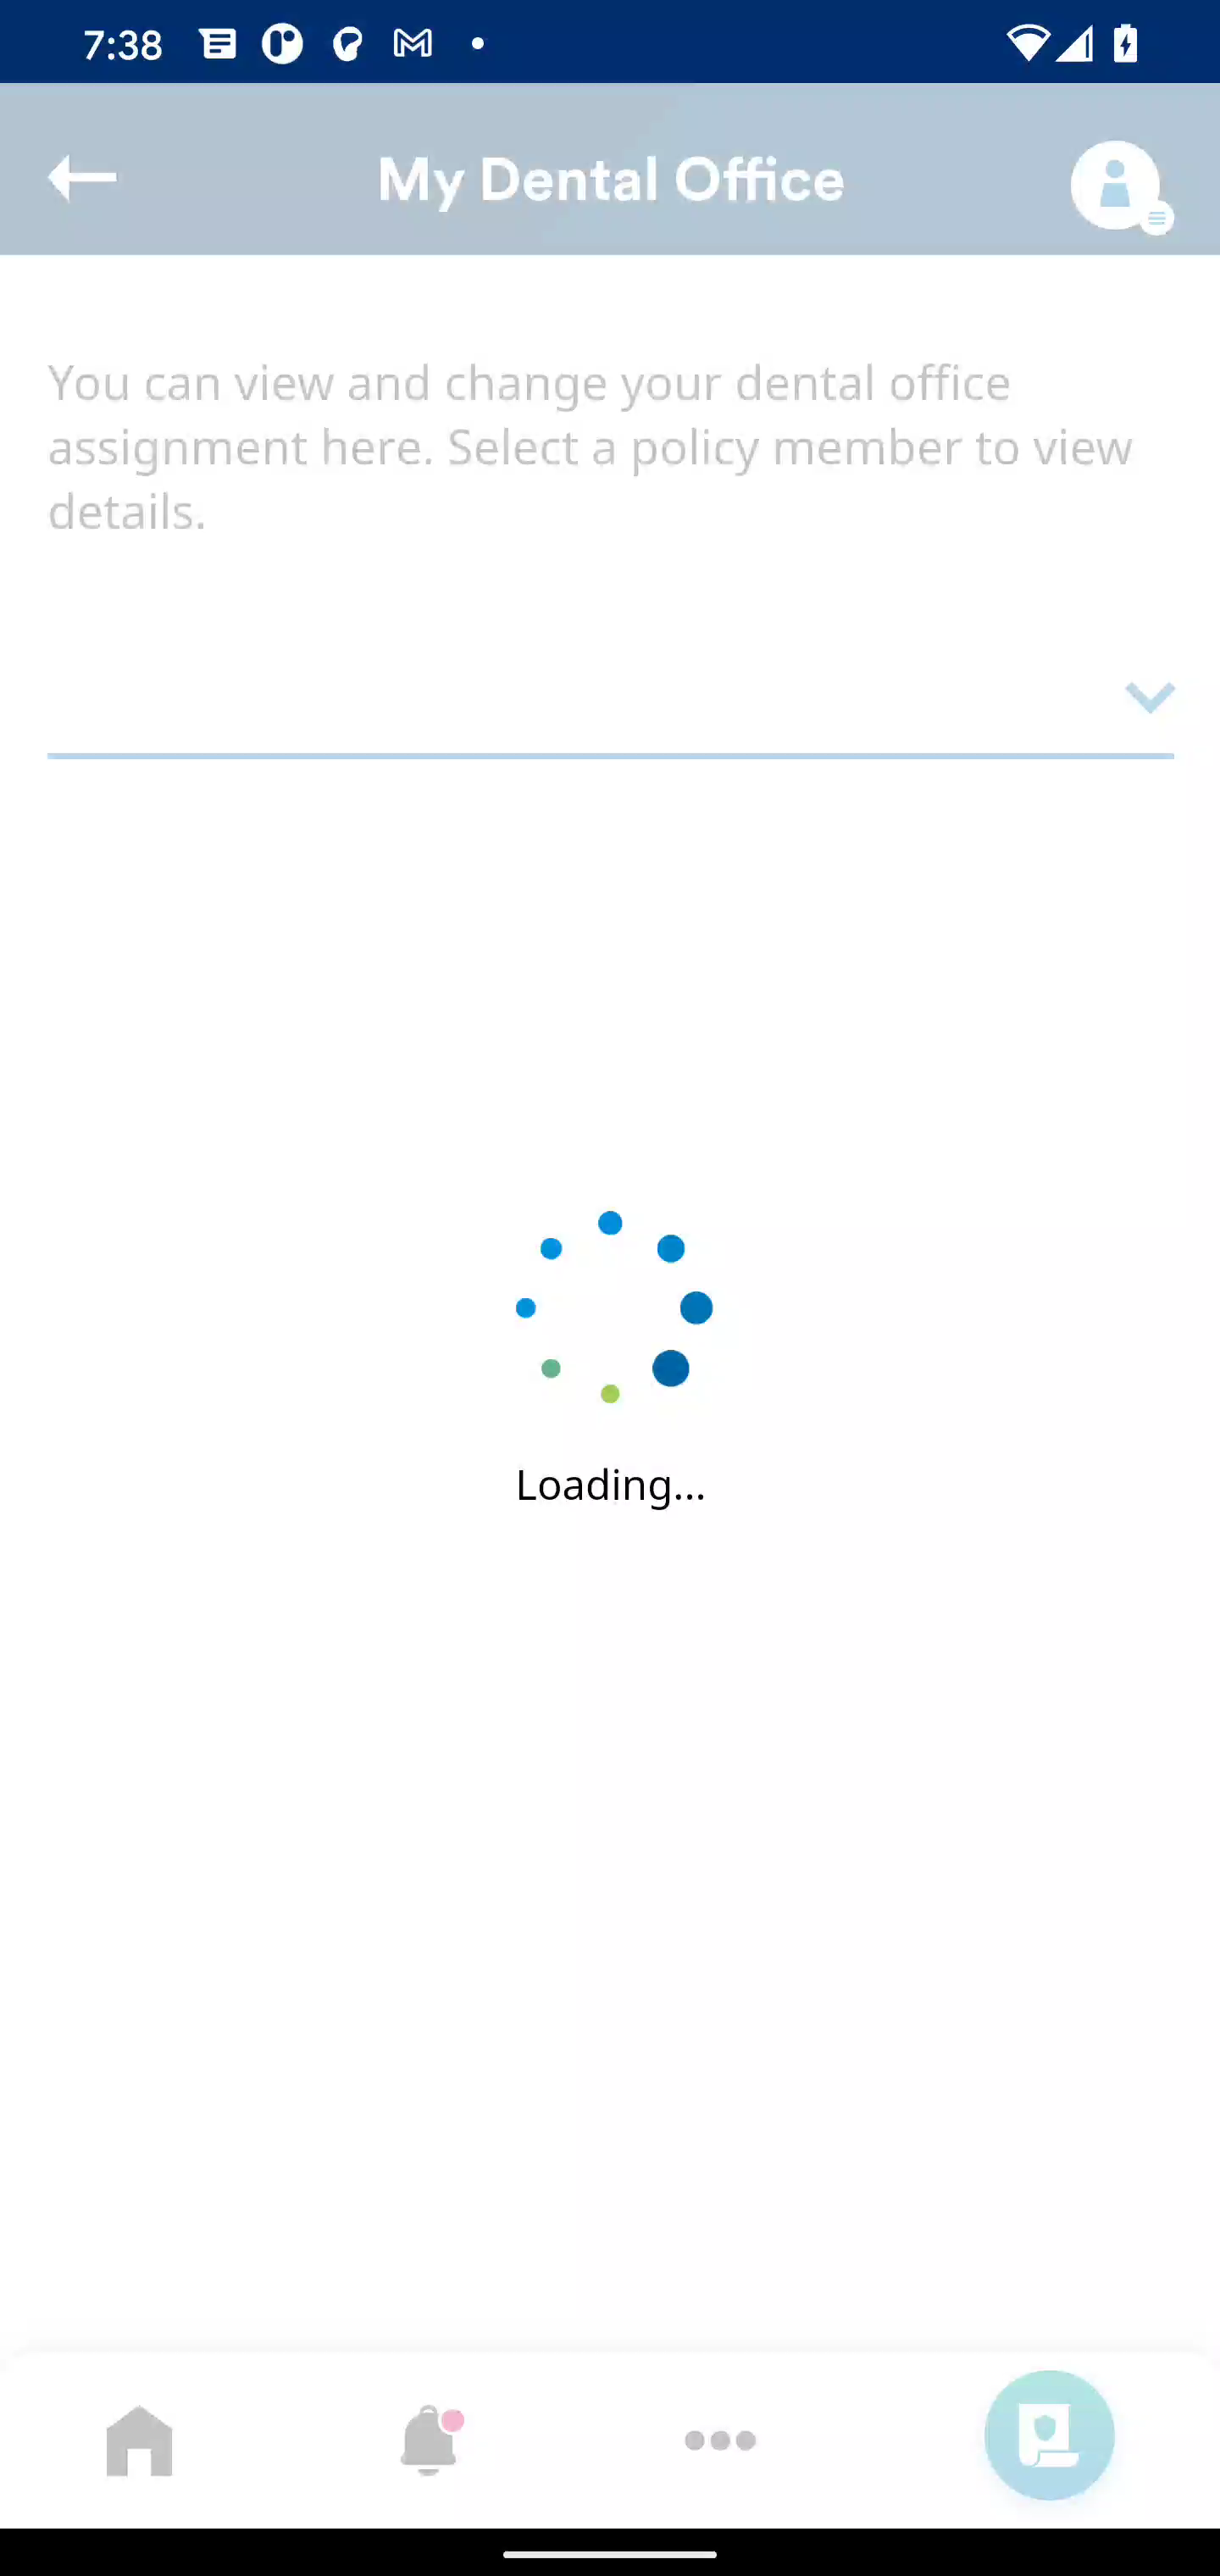 7:38
My Dental Office
You can view and change your dental office
assignment here. Select a policy member to view
details.
Loading...